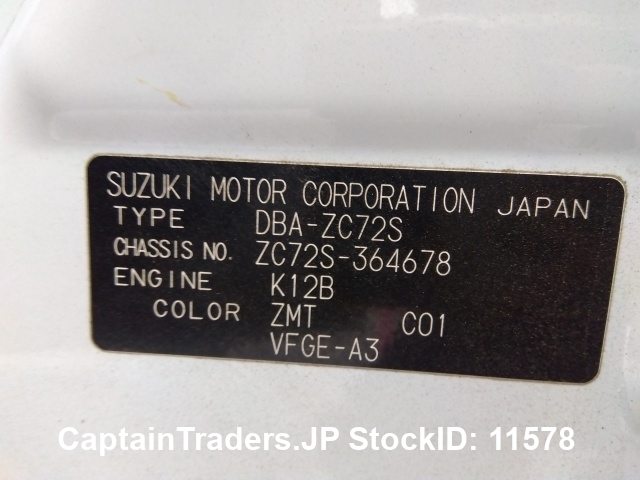 SUZUKI MOTOR CORPORATION JAPAN
TYPE DBA-ZC72S
CHASSIS NO. ZC72S-364678
ENGINE K12B
COLOR ZMT C01
VFGE-A3
CaptainTraders.JP StockID: 11578